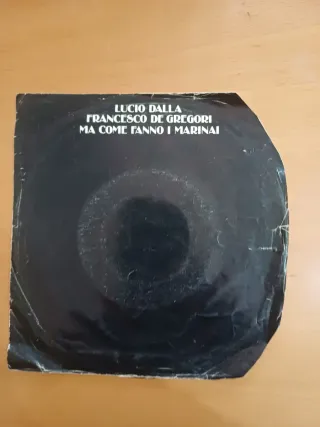 LUCIO DALLA
FRANCESCO DE GREGORI
MA COME FANNO I MARINAI